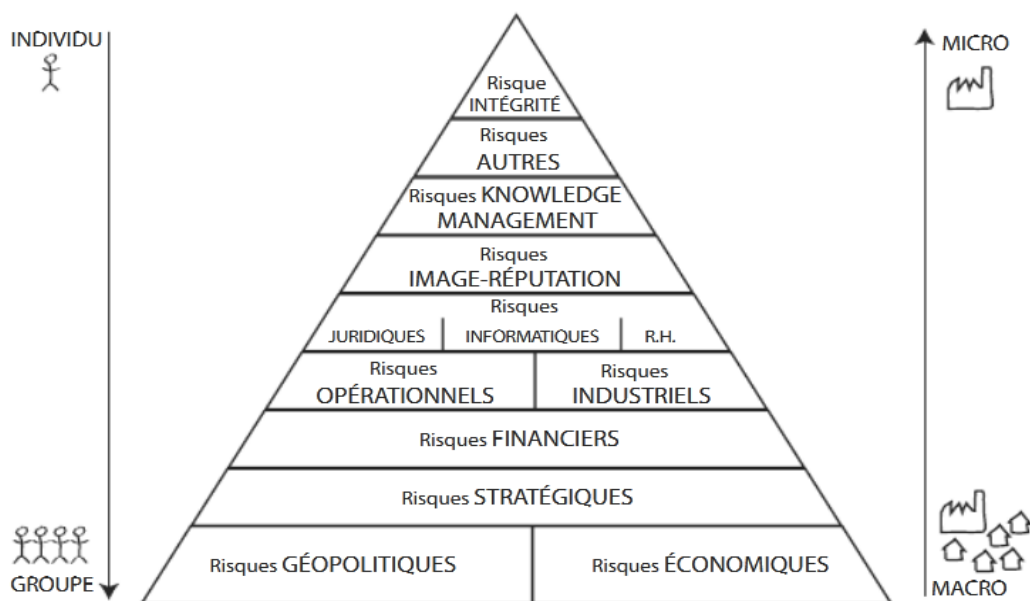 INDIVIDU
MICRO
Risque
INTÉGRITÉ
Risques
AUTRES
Risques KNOWLEDGE
MANAGEMENT
Risques
IMAGE-RÉPUTATION
Risques
JURIDIQUES
INFORMATIQUES
R.H.
Risques
OPÉRATIONNELS
Risques
INDUSTRIELS
Risques FINANCIERS
Risques STRATÉGIQUES
Risques GÉOPOLITIQUES
Risques ÉCONOMIQUES
GROUPE
MACRO